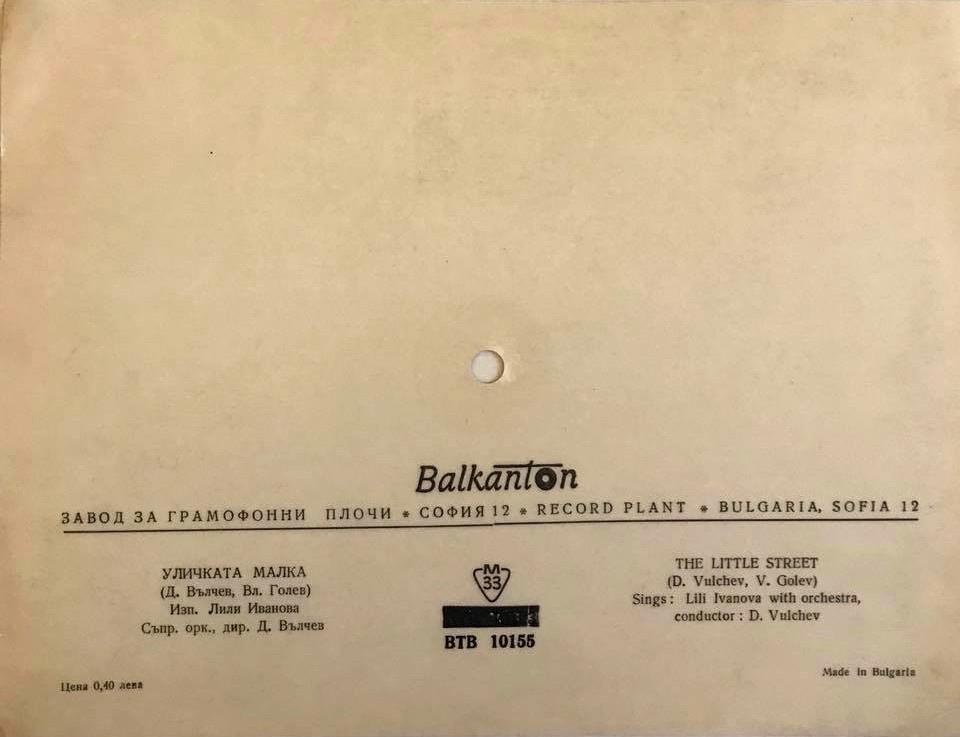 Balkanton
ЗАВОД ЗА ГРАМОФОННИ ПЛОЧИ * СОФИЯ 12 * RECORD PLANT * BULGARIA, SOFIA 12
УЛИЧКАТА МАЛКА
(Д. Вълчев, Вл. Голев)
Изп. Лили Иванова
Съпр. орк., дир. Д. Вълчев
М
33
ВТВ 10155
THE LITTLE STREET
(D. Vulchev, V. Golev)
Sings: Lili Ivanova with orchestra,
conductor: D. Vulchev
Цена 0,40 лева
Made in Bulgaria